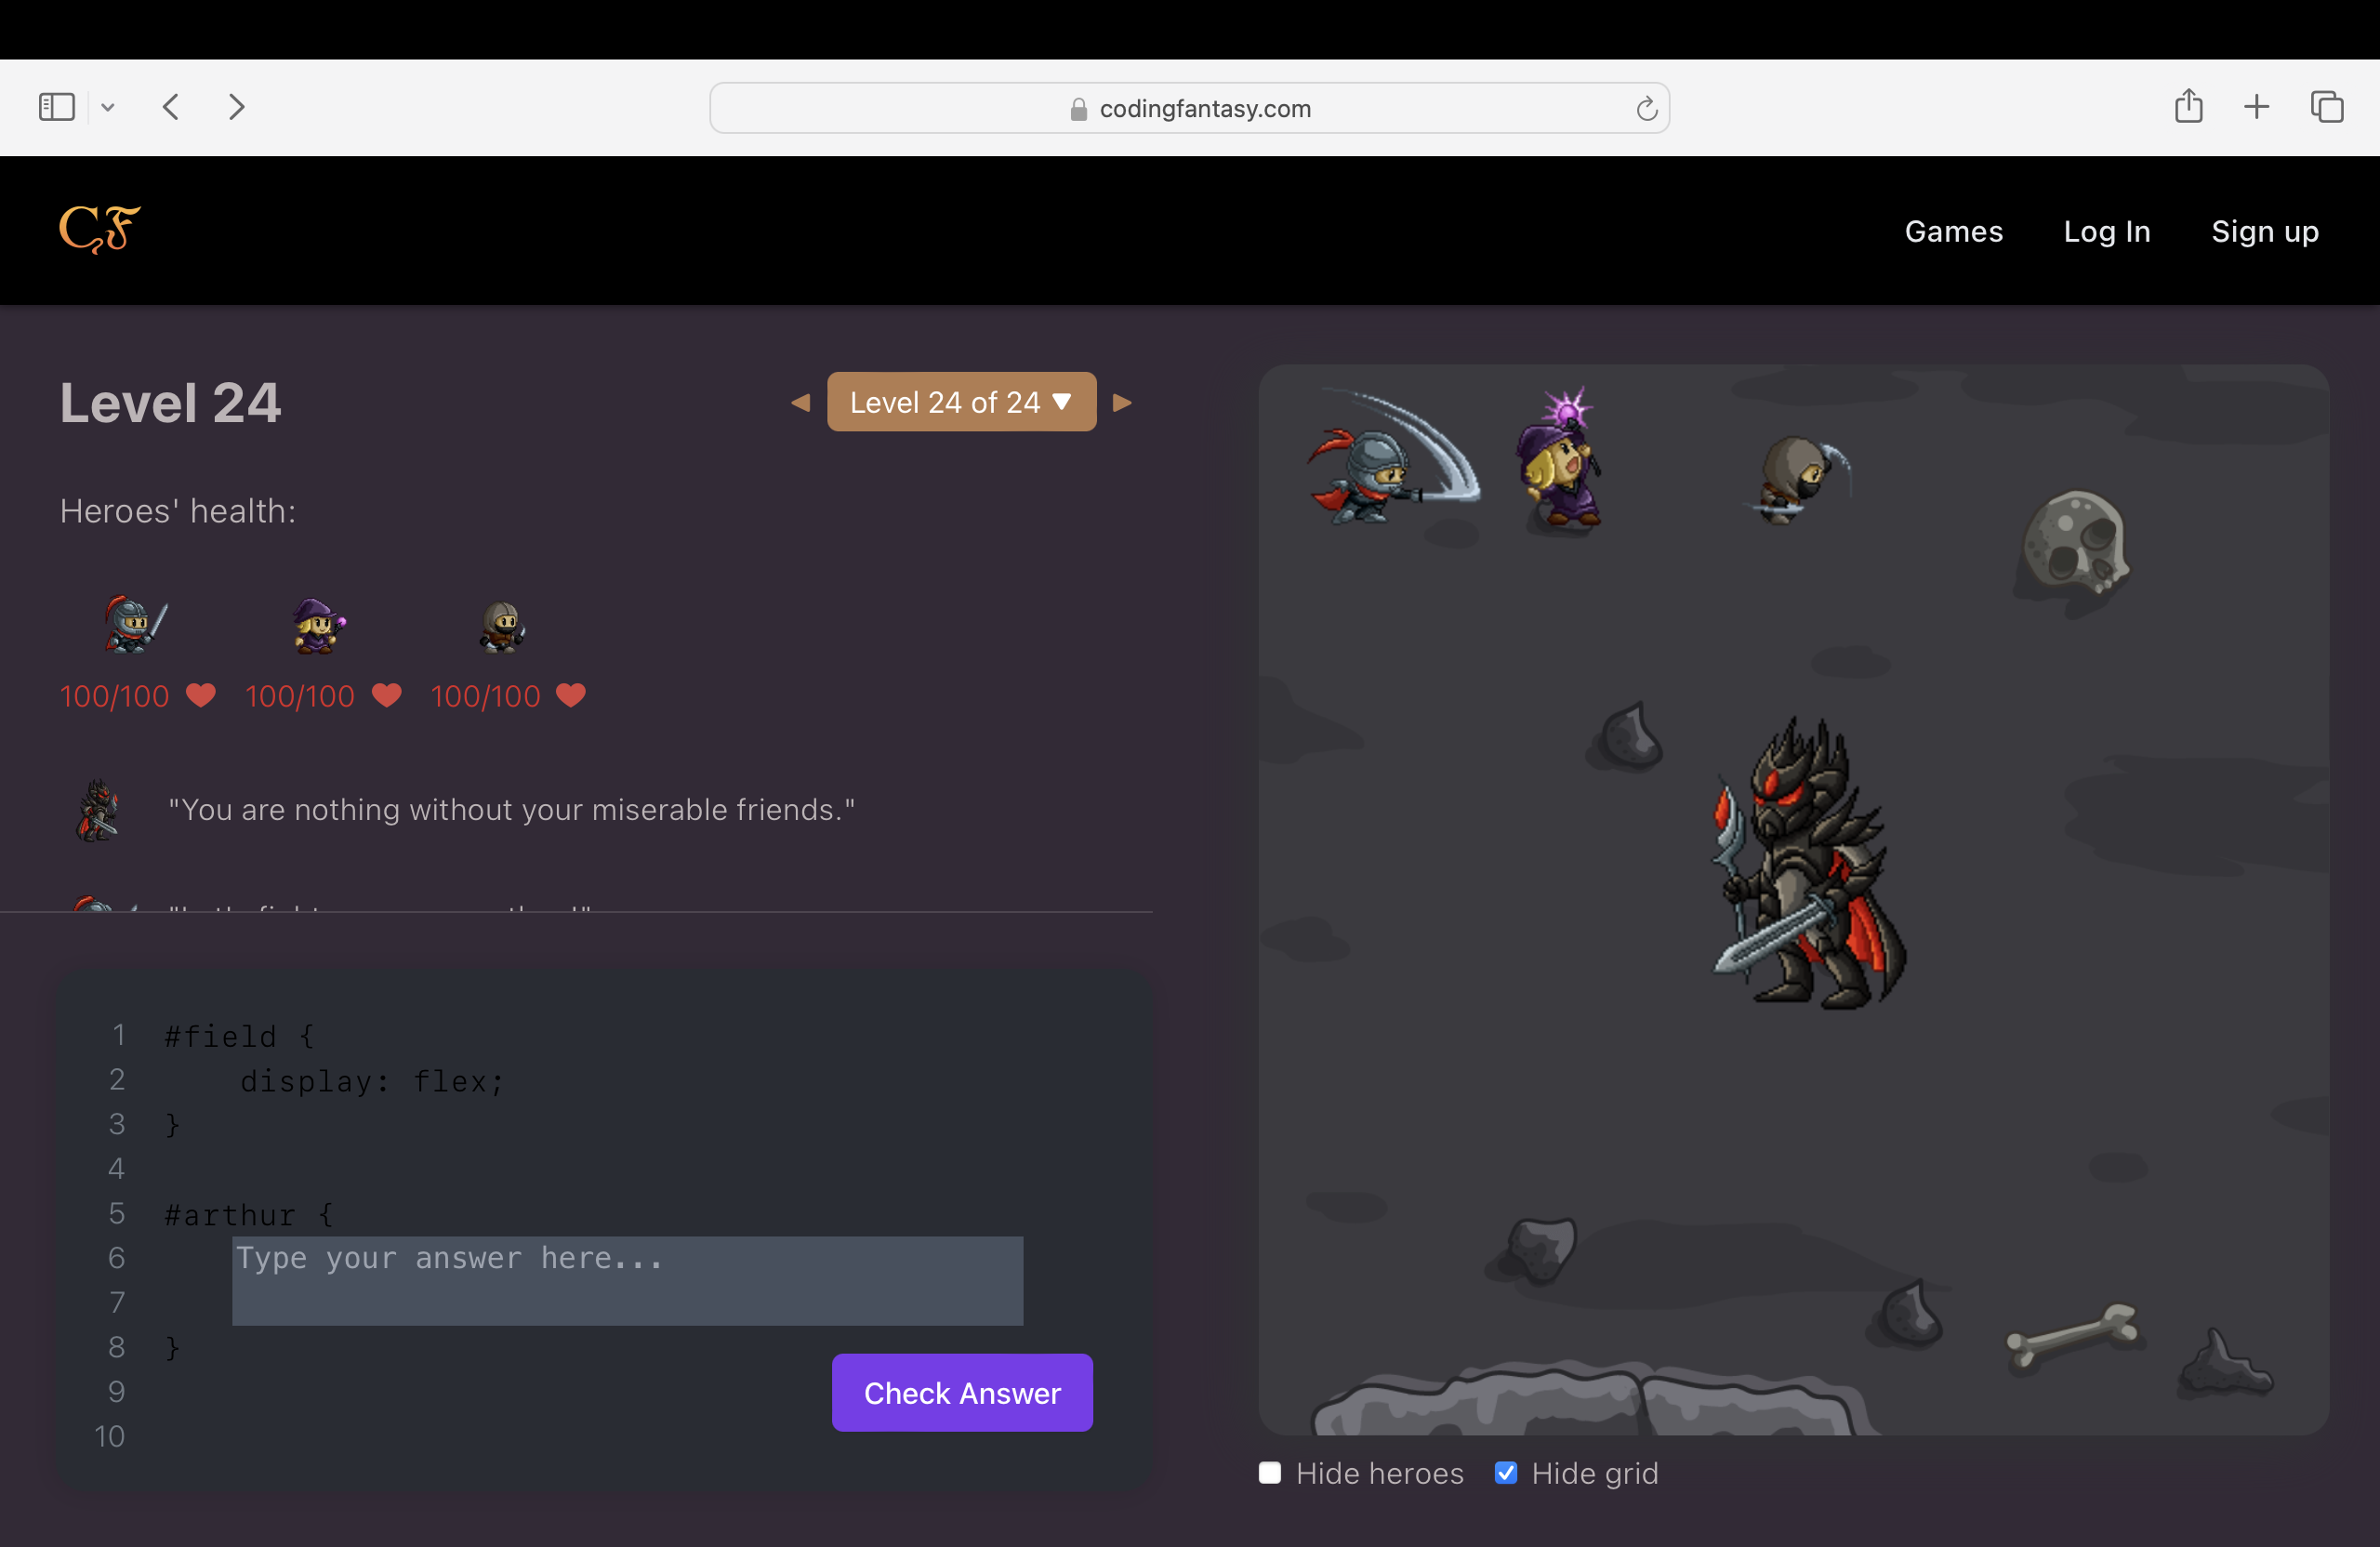 codingfantasy.com
CF
Games
Log In
Sign up
Level 24
Level 24 of 24 ▼
Heroes' health:
100/100
100/100
100/100
"You are nothing without your miserable friends."
1 #field {
2 display: flex;
3 }
4
5 #arthur {
6 Type your answer here...
7
8 }
9
10
Check Answer
Hide heroes
Hide grid